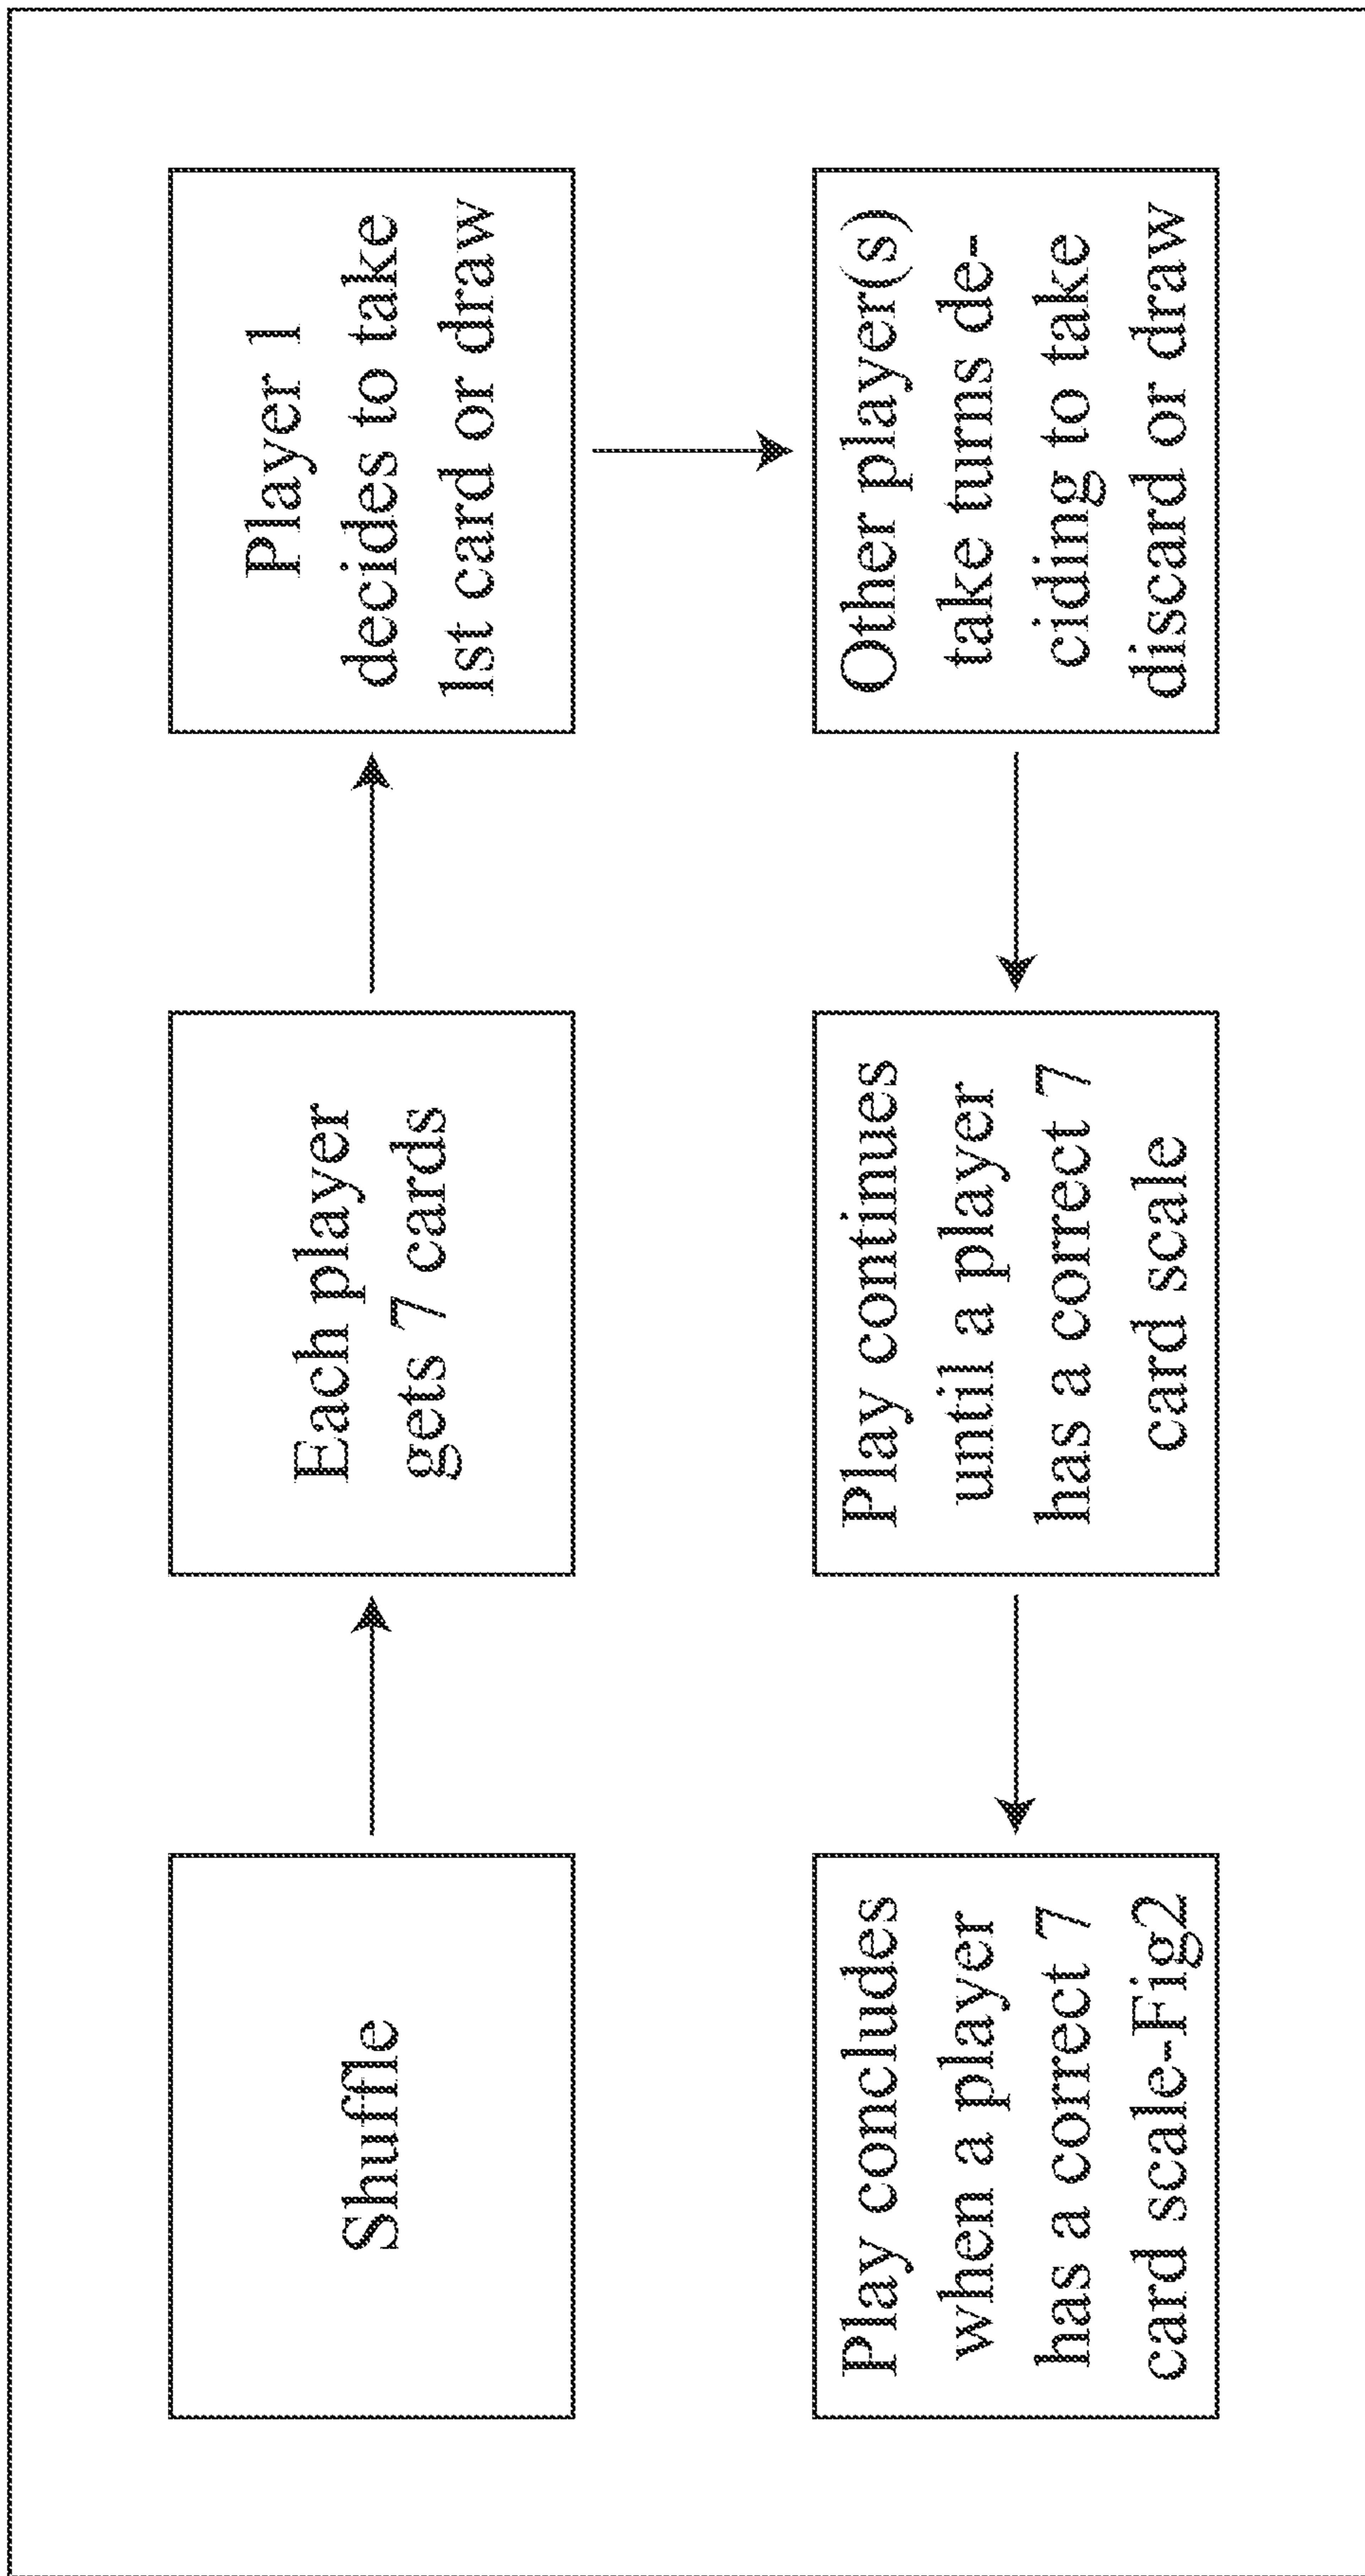 Shuffle
Each player
gets 7 cards
Player 1
decides to take
1st card or draw
Other player(s)
take turns de-
ciding to take
discard or draw
Play continues
until a player
has a correct 7
card scale
Play concludes
when a player
has a correct 7
card scale-Fig2